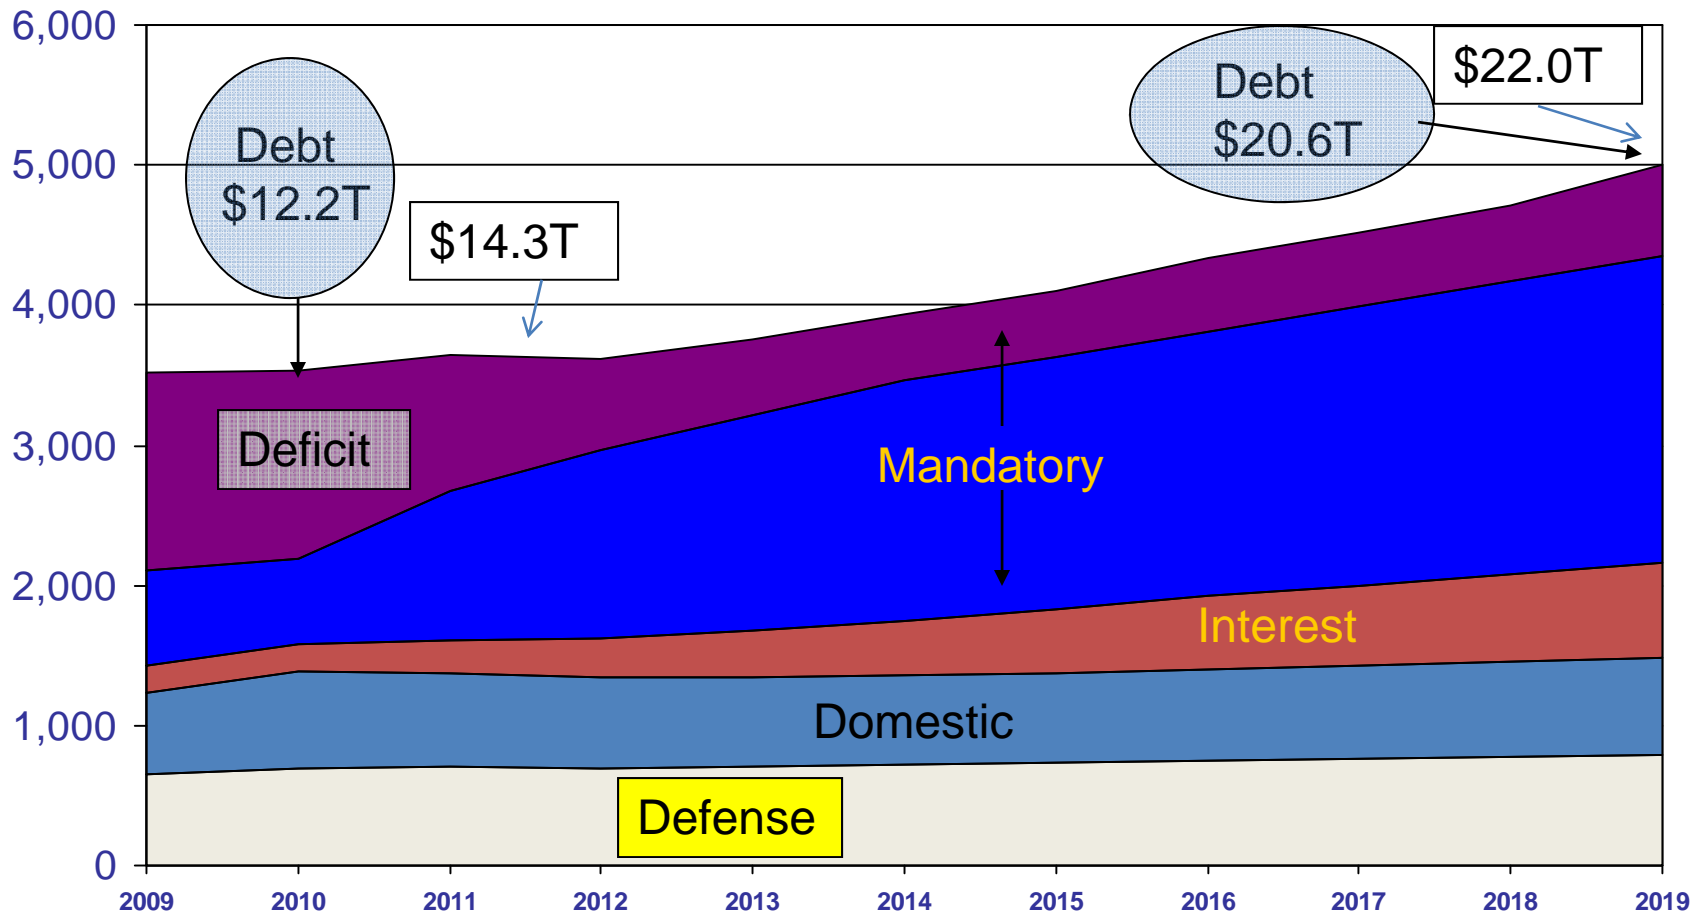 6,000
5,000
4,000
3,000
2,000
1,000
0
Debt
$12.2T
$14.3T
Debt
$20.6T
$22.0T
Deficit
Mandatory
Interest
Domestic
Defense
2009 2010 2011 2012 2013 2014 2015 2016 2017 2018 2019